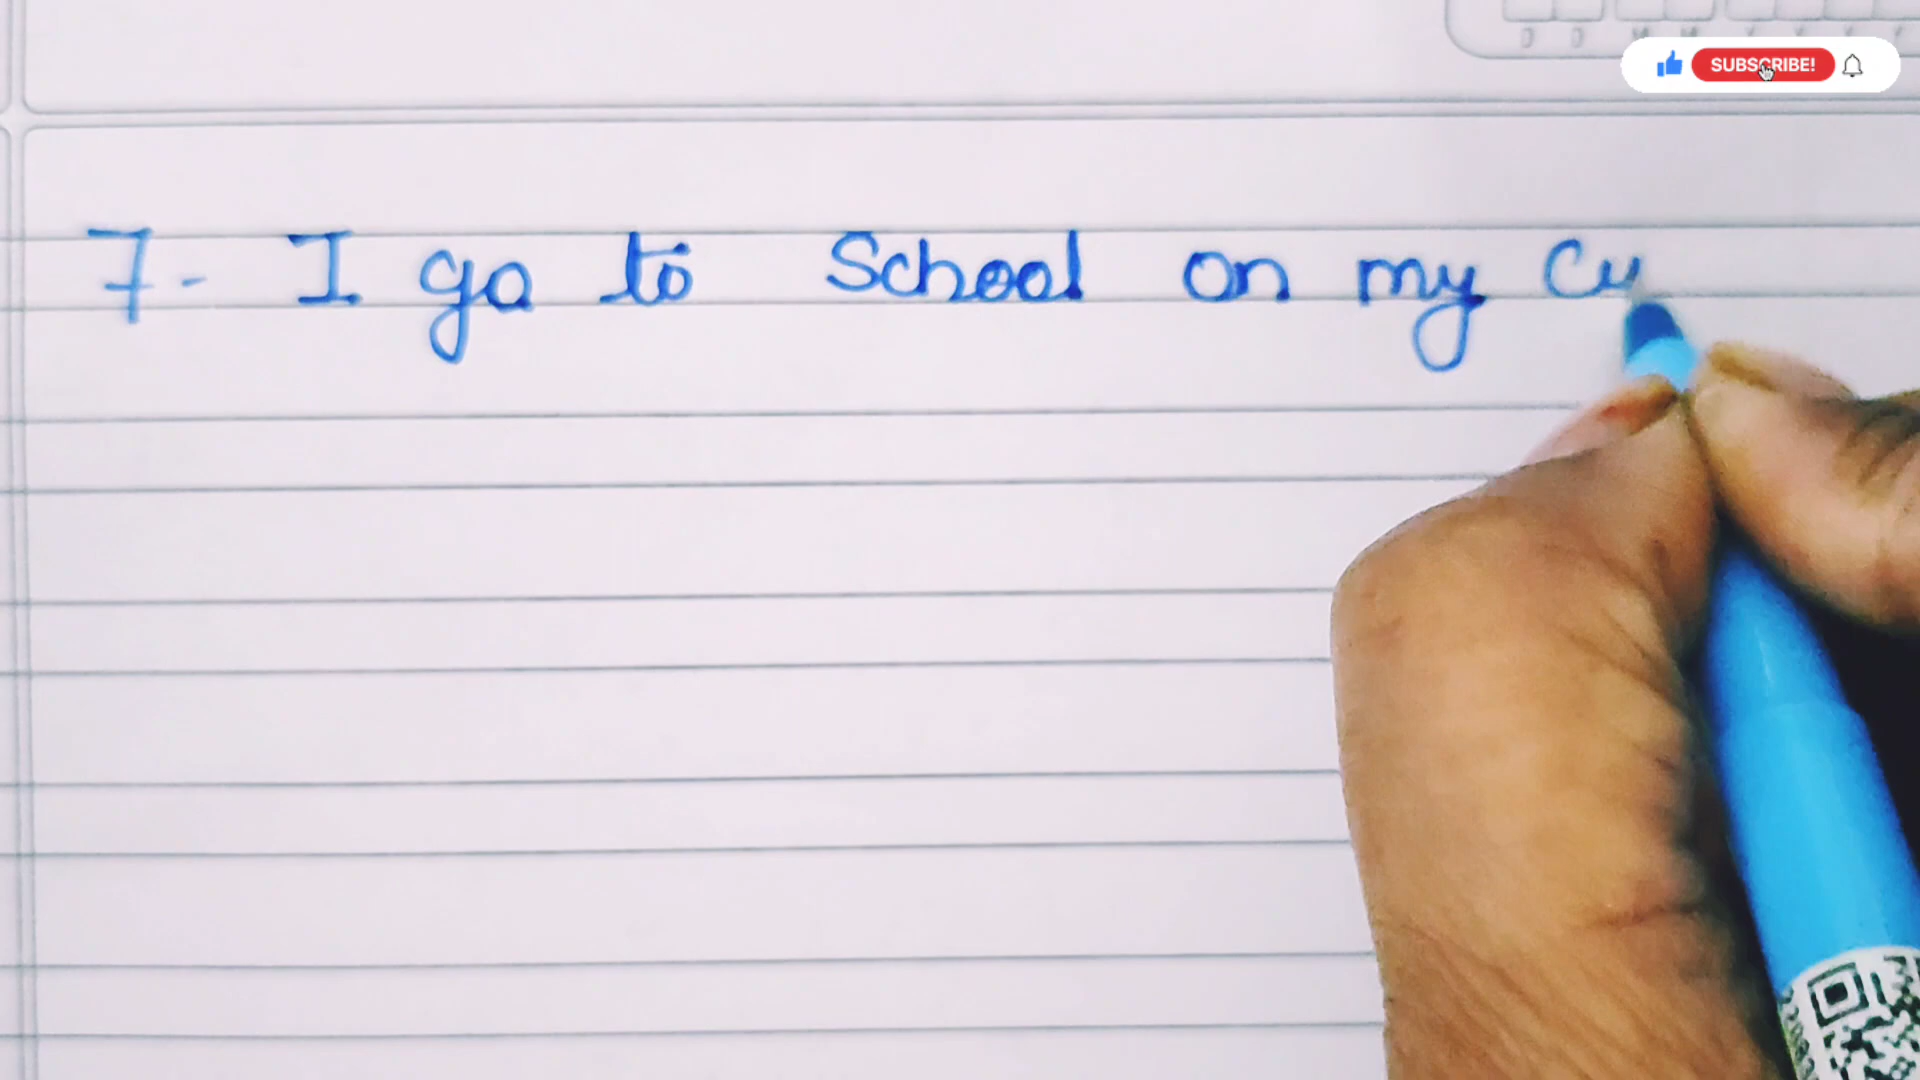 D D M M Y Y Y Y
SUBSCRIBE!
7- I go to School on my Cy